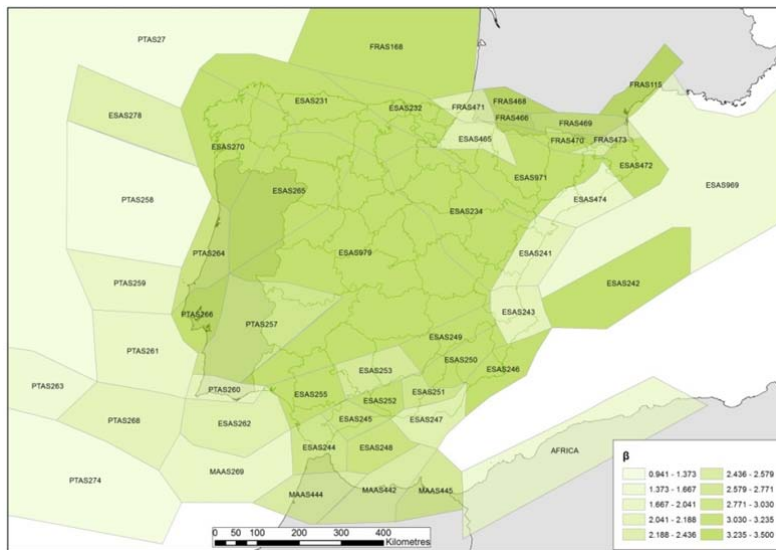 PTAS27
FRAS168
FRAS115
ESAS278
ESAS231
ESAS232
FRAS471
FRAS468
FRAS466
FRAS469
ESAS465
FRAS470
FRAS473
ESAS270
ESAS472
ESAS971
ESAS265
ESAS969
PTAS258
ESAS474
ESAS234
PTAS264
ESAS979
ESAS241
PTAS259
ESAS242
PTAS266
PTAS257
ESAS243
ESAS249
PTAS261
ESAS250
ESAS246
ESAS253
PTAS263
PTAS260
ESAS255
ESAS252
ESAS251
PTAS268
ESAS262
ESAS245
ESAS247
ESAS244
ESAS248
AFRICA
MAAS269
PTAS274
MAAS444
MAAS442
MAAS445
β
0.941 - 1.373
1.373 - 1.667
1.667 - 2.041
2.041 - 2.188
2.188 - 2.436
2.436 - 2.579
2.579 - 2.771
2.771 - 3.030
3.030 - 3.235
3.235 - 3.500
0 50 100 200 300 400
Kilometres